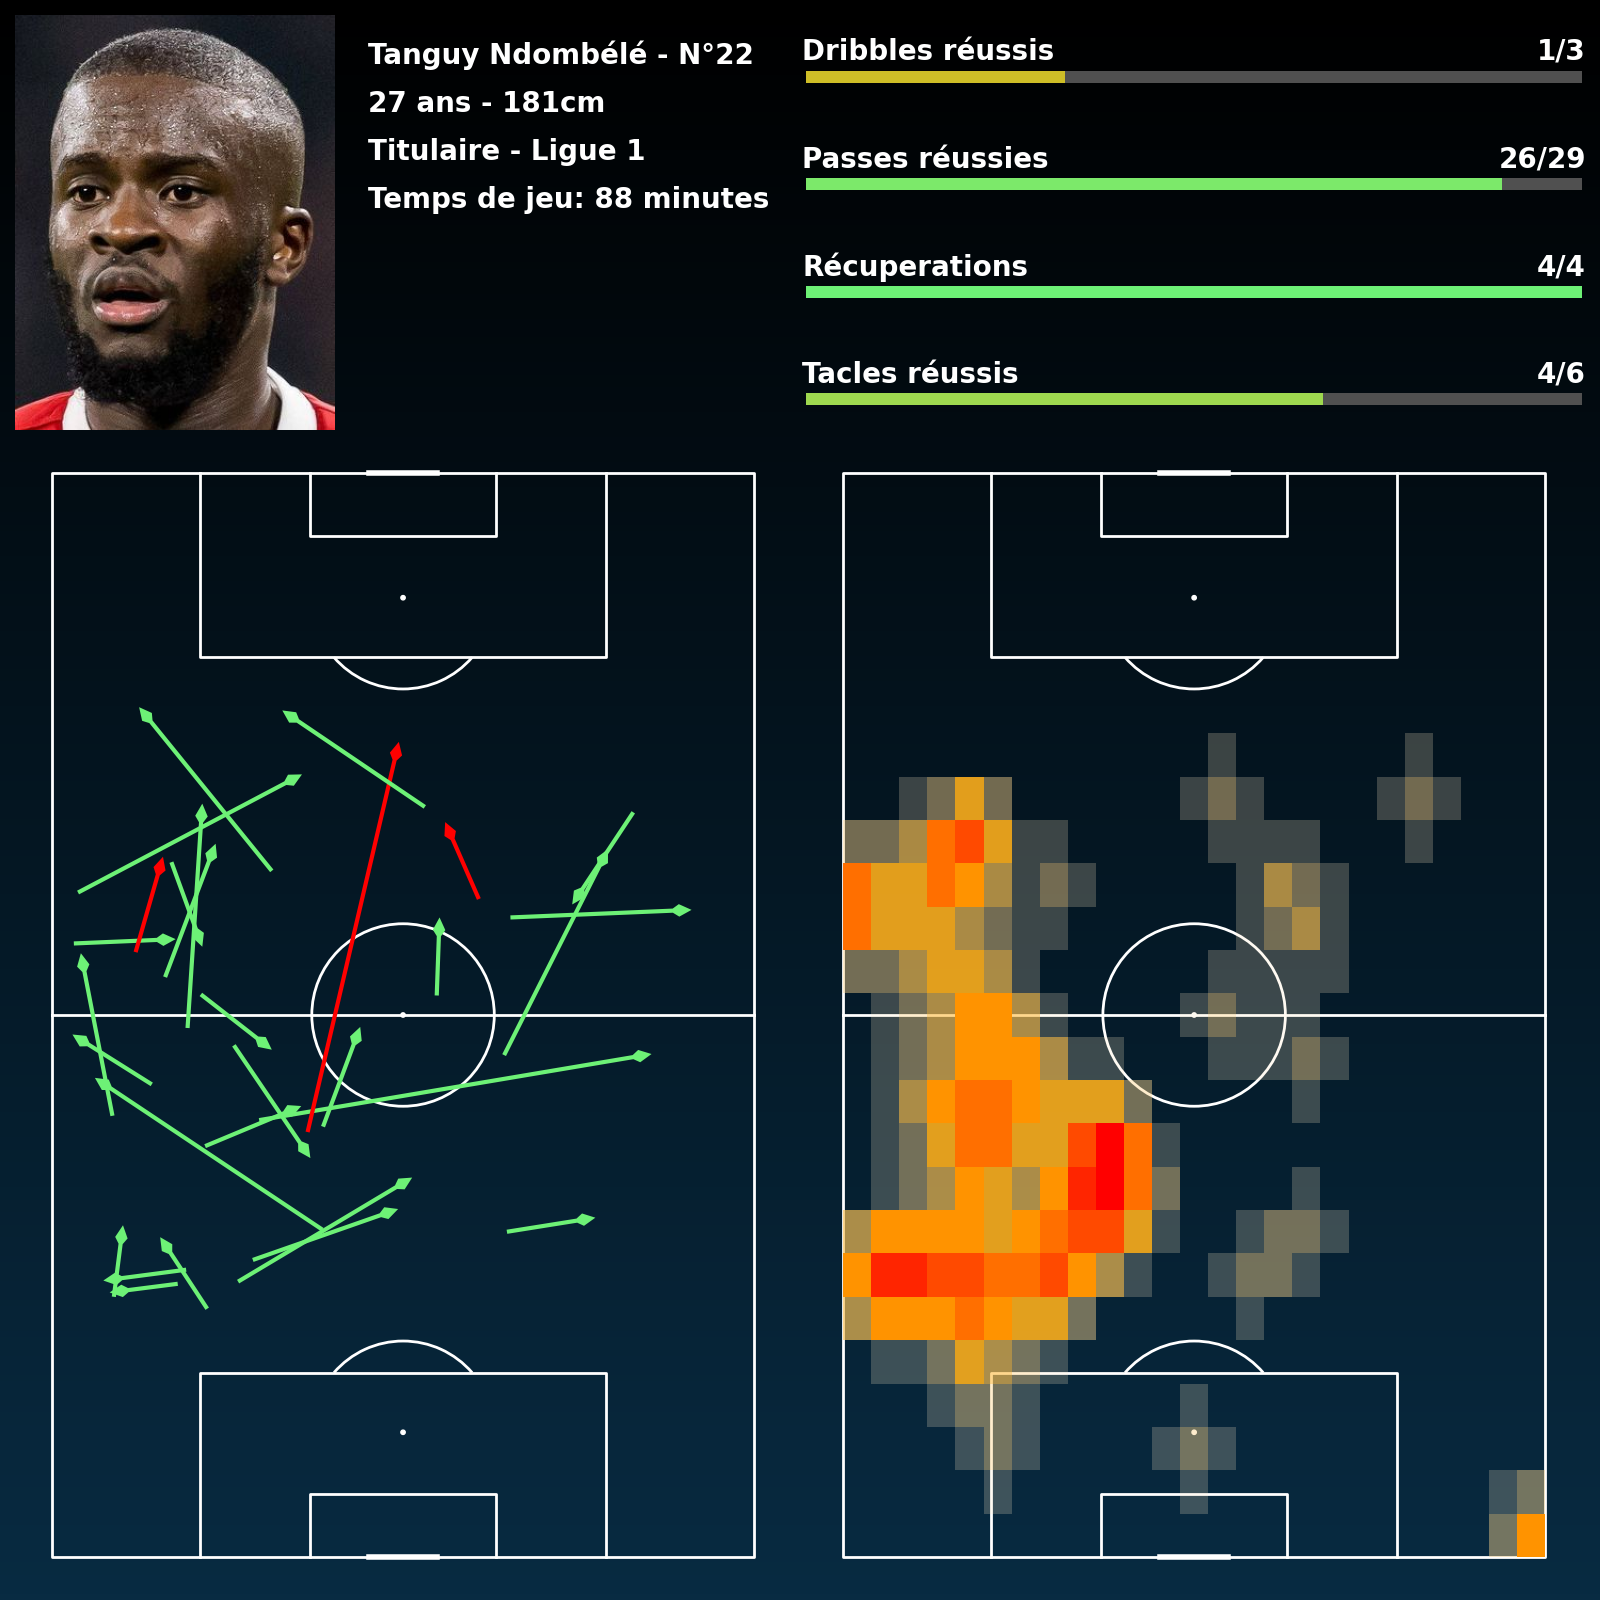 Tanguy Ndombélé - N°22
27 ans - 181cm
Titulaire - Ligue 1
Temps de jeu: 88 minutes
Dribbles réussis 1/3
Passes réussies 26/29
Récuperations 4/4
Tacles réussis 4/6